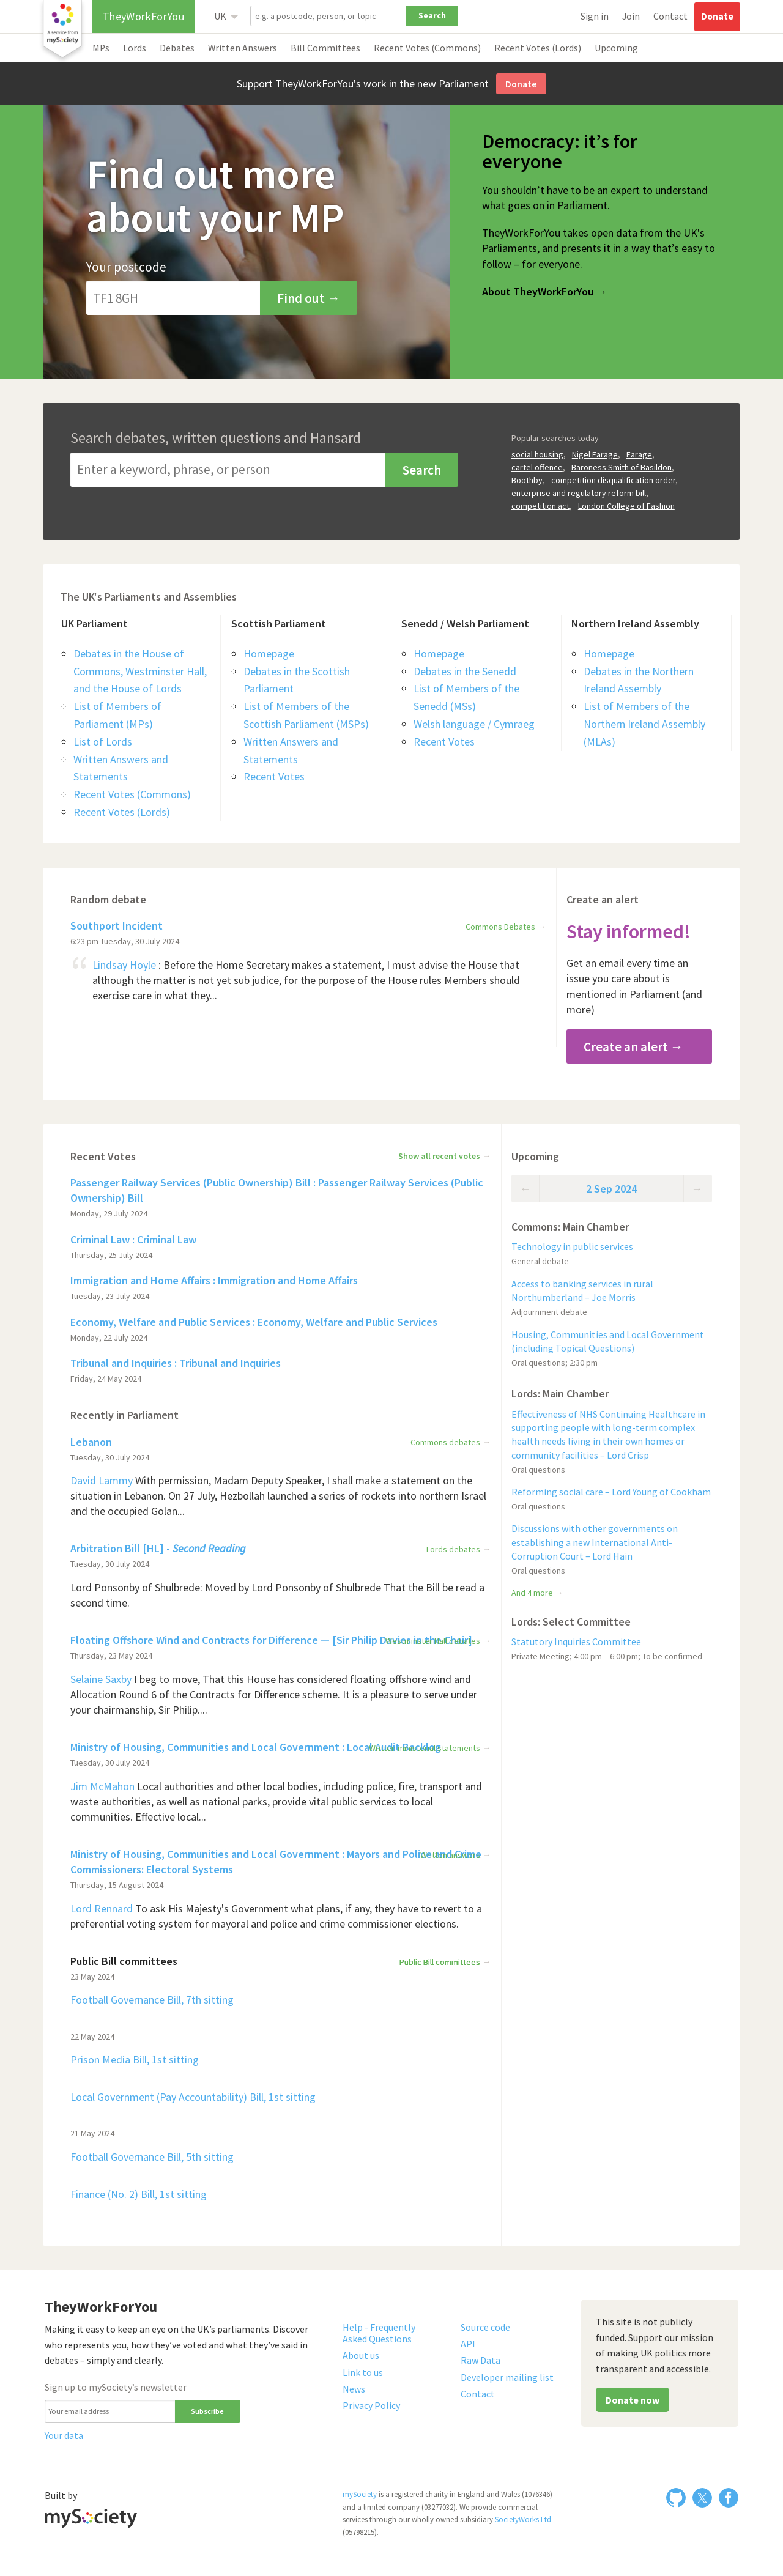 A service from
mySociety
TheyWorkForYou
UK
e.g. a postcode, person, or topic
Search
Sign in
Join
Contact
Donate
MPs
Lords
Debates
Written Answers
Bill Committees
Recent Votes (Commons)
Recent Votes (Lords)
Upcoming
Support TheyWorkForYou's work in the new Parliament
Donate
Find out more
about your MP
Your postcode
TF1 8GH
Find out →
Democracy: it’s for
everyone
You shouldn’t have to be an expert to understand
what goes on in Parliament.
TheyWorkForYou takes open data from the UK's
Parliaments, and presents it in a way that’s easy to
follow – for everyone.
About TheyWorkForYou →
Search debates, written questions and Hansard
Enter a keyword, phrase, or person
Search
Popular searches today
social housing, Nigel Farage, Farage,
cartel offence, Baroness Smith of Basildon,
Boothby, competition disqualification order,
enterprise and regulatory reform bill,
competition act, London College of Fashion
The UK's Parliaments and Assemblies
UK Parliament
Debates in the House of
Commons, Westminster Hall,
and the House of Lords
List of Members of
Parliament (MPs)
List of Lords
Written Answers and
Statements
Recent Votes (Commons)
Recent Votes (Lords)
Scottish Parliament
Homepage
Debates in the Scottish
Parliament
List of Members of the
Scottish Parliament (MSPs)
Written Answers and
Statements
Recent Votes
Senedd / Welsh Parliament
Homepage
Debates in the Senedd
List of Members of the
Senedd (MSs)
Welsh language / Cymraeg
Recent Votes
Northern Ireland Assembly
Homepage
Debates in the Northern
Ireland Assembly
List of Members of the
Northern Ireland Assembly
(MLAs)
Random debate
Southport Incident
Commons Debates →
6:23 pm Tuesday, 30 July 2024
“ Lindsay Hoyle : Before the Home Secretary makes a statement, I must advise the House that
although the matter is not yet sub judice, for the purpose of the House rules Members should
exercise care in what they...
Create an alert
Stay informed!
Get an email every time an
issue you care about is
mentioned in Parliament (and
more)
Create an alert →
Recent Votes
Show all recent votes →
Passenger Railway Services (Public Ownership) Bill : Passenger Railway Services (Public
Ownership) Bill
Monday, 29 July 2024
Criminal Law : Criminal Law
Thursday, 25 July 2024
Immigration and Home Affairs : Immigration and Home Affairs
Tuesday, 23 July 2024
Economy, Welfare and Public Services : Economy, Welfare and Public Services
Monday, 22 July 2024
Tribunal and Inquiries : Tribunal and Inquiries
Friday, 24 May 2024
Recently in Parliament
Lebanon
Commons debates →
Tuesday, 30 July 2024
David Lammy With permission, Madam Deputy Speaker, I shall make a statement on the
situation in Lebanon. On 27 July, Hezbollah launched a series of rockets into northern Israel
and the occupied Golan...
Arbitration Bill [HL] - Second Reading
Lords debates →
Tuesday, 30 July 2024
Lord Ponsonby of Shulbrede: Moved by Lord Ponsonby of Shulbrede That the Bill be read a
second time.
Floating Offshore Wind and Contracts for Difference — [Sir Philip Davies in the Chair]
Thursday, 23 May 2024
Selaine Saxby I beg to move, That this House has considered floating offshore wind and
Allocation Round 6 of the Contracts for Difference scheme. It is a pleasure to serve under
your chairmanship, Sir Philip....
Ministry of Housing, Communities and Local Government : Local Audit Backlog
Tuesday, 30 July 2024
Jim McMahon Local authorities and other local bodies, including police, fire, transport and
waste authorities, as well as national parks, provide vital public services to local
communities. Effective local...
Ministry of Housing, Communities and Local Government : Mayors and Police and Crime
Commissioners: Electoral Systems
Thursday, 15 August 2024
Lord Rennard To ask His Majesty's Government what plans, if any, they have to revert to a
preferential voting system for mayoral and police and crime commissioner elections.
Public Bill committees
Public Bill committees →
23 May 2024
Football Governance Bill, 7th sitting
22 May 2024
Prison Media Bill, 1st sitting
Local Government (Pay Accountability) Bill, 1st sitting
21 May 2024
Football Governance Bill, 5th sitting
Finance (No. 2) Bill, 1st sitting
Upcoming
← 2 Sep 2024 →
Commons: Main Chamber
Technology in public services
General debate
Access to banking services in rural
Northumberland – Joe Morris
Adjournment debate
Housing, Communities and Local Government
(including Topical Questions)
Oral questions; 2:30 pm
Lords: Main Chamber
Effectiveness of NHS Continuing Healthcare in
supporting people with long-term complex
health needs living in their own homes or
community facilities – Lord Crisp
Oral questions
Reforming social care – Lord Young of Cookham
Oral questions
Discussions with other governments on
establishing a new International Anti-
Corruption Court – Lord Hain
Oral questions
And 4 more →
Lords: Select Committee
Statutory Inquiries Committee
Private Meeting; 4:00 pm – 6:00 pm; To be confirmed
TheyWorkForYou
Making it easy to keep an eye on the UK’s parliaments. Discover
who represents you, how they’ve voted and what they’ve said in
debates – simply and clearly.
Sign up to mySociety’s newsletter
Your email address
Subscribe
Your data
Help - Frequently
Asked Questions
About us
Link to us
News
Privacy Policy
Source code
API
Raw Data
Developer mailing list
Contact
This site is not publicly
funded. Support our mission
of making UK politics more
transparent and accessible.
Donate now
Built by
mySociety
mySociety is a registered charity in England and Wales (1076346)
and a limited company (03277032). We provide commercial
services through our wholly owned subsidiary SocietyWorks Ltd
(05798215).